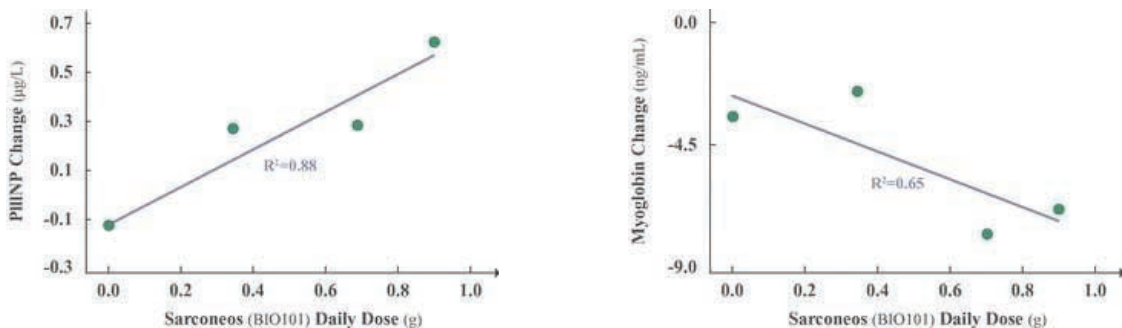 PIIINP Change (µg/L)
0.7
0.5
0.3
0.1
-0.1
-0.3
R²=0.88
0.0 0.2 0.4 0.6 0.8 1.0
Sarconeos (BIO101) Daily Dose (g)
Myoglobin Change (ng/mL)
0.0
-4.5
-9.0
R²=0.65
0.0 0.2 0.4 0.6 0.8 1.0
Sarconeos (BIO101) Daily Dose (g)